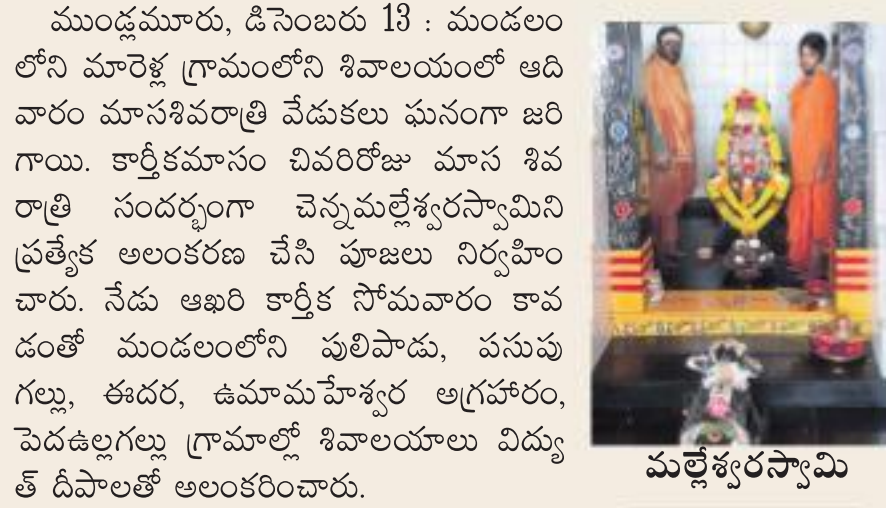 ముండ్లమూరు, డిసెంబరు 13 : మండలం
లోని మారెళ్ల గ్రామంలోని శివాలయంలో ఆది
వారం మాసశివరాత్రి వేడుకలు ఘనంగా జరి
గాయి. కార్తీకమాసం చివరిరోజు మాస శివ
రాత్రి సందర్భంగా చెన్నమల్లేశ్వరస్వామిని
ప్రత్యేక అలంకరణ చేసి పూజలు నిర్వహిం
చారు. నేడు ఆఖరి కార్తీక సోమవారం కావ
డంతో మండలంలోని పులిపాడు, పసుపు
గల్లు, ఈదర, ఉమామహేశ్వర అగ్రహారం,
పెదఉల్లగల్లు గ్రామాల్లో శివాలయాలు విద్యు
త్ దీపాలతో అలంకరించారు.
మల్లేశ్వరస్వామి